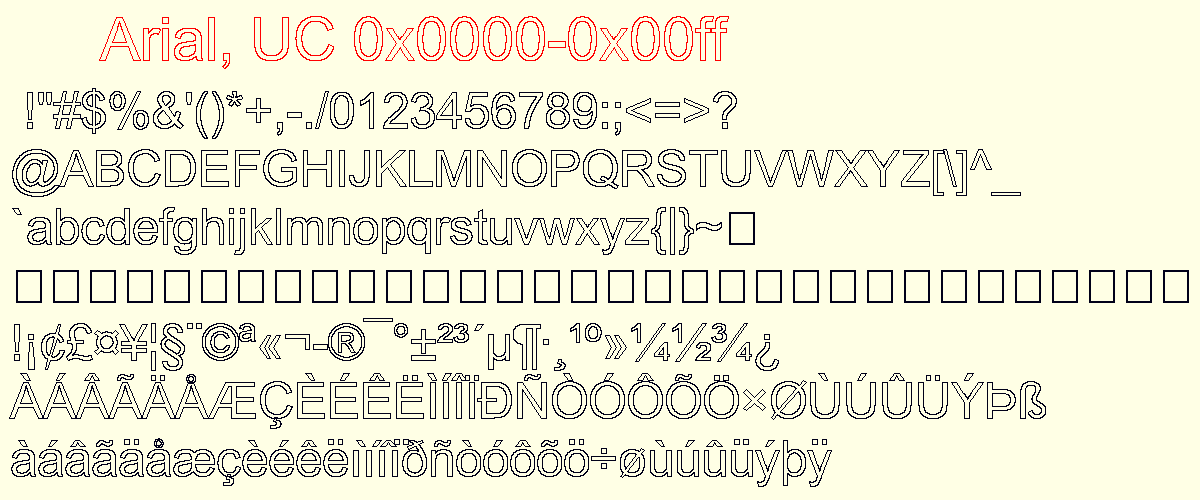 Arial, UC 0x0000-0x00ff
!"#$%&'()*+,-./0123456789:;<=>?
@ABCDEFGHIJKLMNOPQRSTUVWXYZ[\]^_
`abcdefghijklmnopqrstuvwxyz{|}~□
□□□□□□□□□□□□□□□□□□□□□□□□□□□□□□□□
!¡¢£¤¥¦§¨©ª«¬-®¯°±²³´µ¶·¸¹º»¼½¾¿
ÀÁÂÃÄÅÆÇÈÉÊËÌÍÎÏÐÑÒÓÔÕÖ×ØÙÚÛÜÝÞß
àáâãäåæçèéêëìíîïðñòóôõö÷øùúûüýþÿ